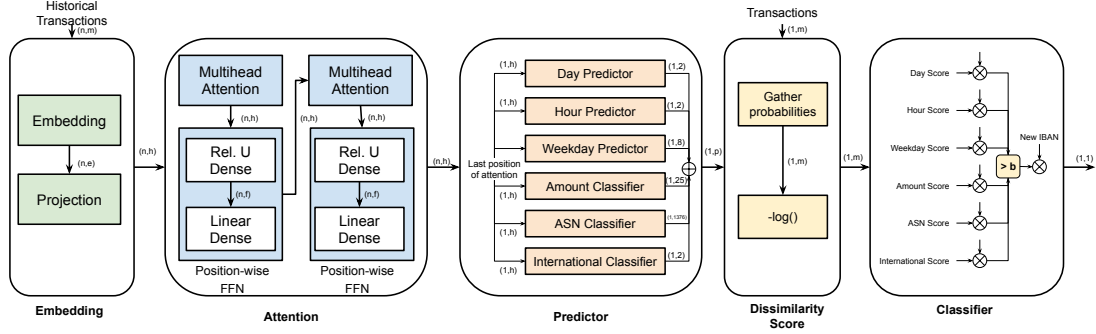 Historical
Transactions
(n,m)
Embedding
(n,e)
Projection
Embedding
(n,h)
Multihead
Attention
(n,h)
Rel. U
Dense
(n,f)
Linear
Dense
Position-wise
FFN
(n,h)
Multihead
Attention
(n,h)
Rel. U
Dense
(n,f)
Linear
Dense
Position-wise
FFN
Attention
(n,h)
Last position
of attention
(1,h)
Day Predictor
(1,2)
(1,h)
Hour Predictor
(1,2)
Weekday Predictor
(1,8)
Amount Classifier
(1,h)
(1,25)
ASN Classifier
(1,h)
(1,1376)
International Classifier
(1,h)
(1,2)
Predictor
(1,p)
Transactions
(1,m)
Gather
probabilities
(1,m)
-log()
Dissimilarity
Score
(1,m)
Day Score
Hour Score
Weekday Score
Amount Score
ASN Score
International Score
> b
New IBAN
(1,1)
Classifier